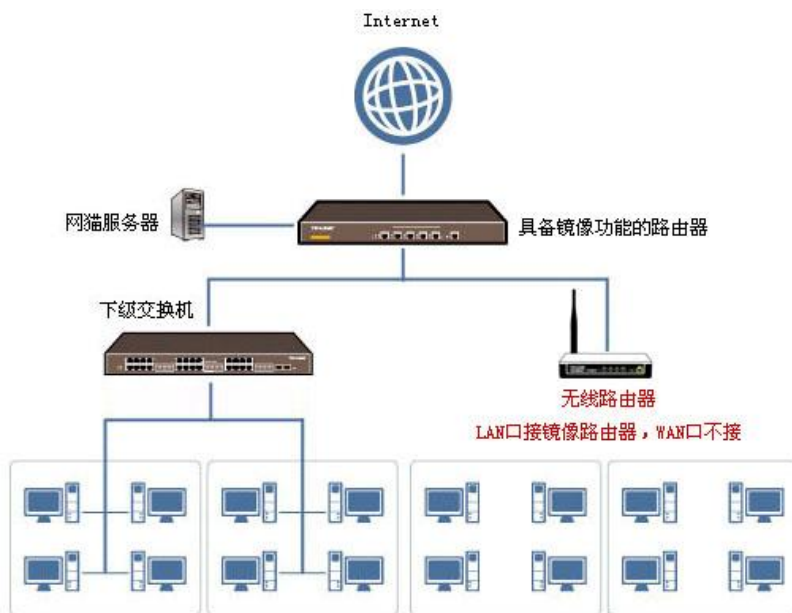 Internet
网猫服务器
具备镜像功能的路由器
下级交换机
无线路由器
LAN口接镜像路由器，WAN口不接